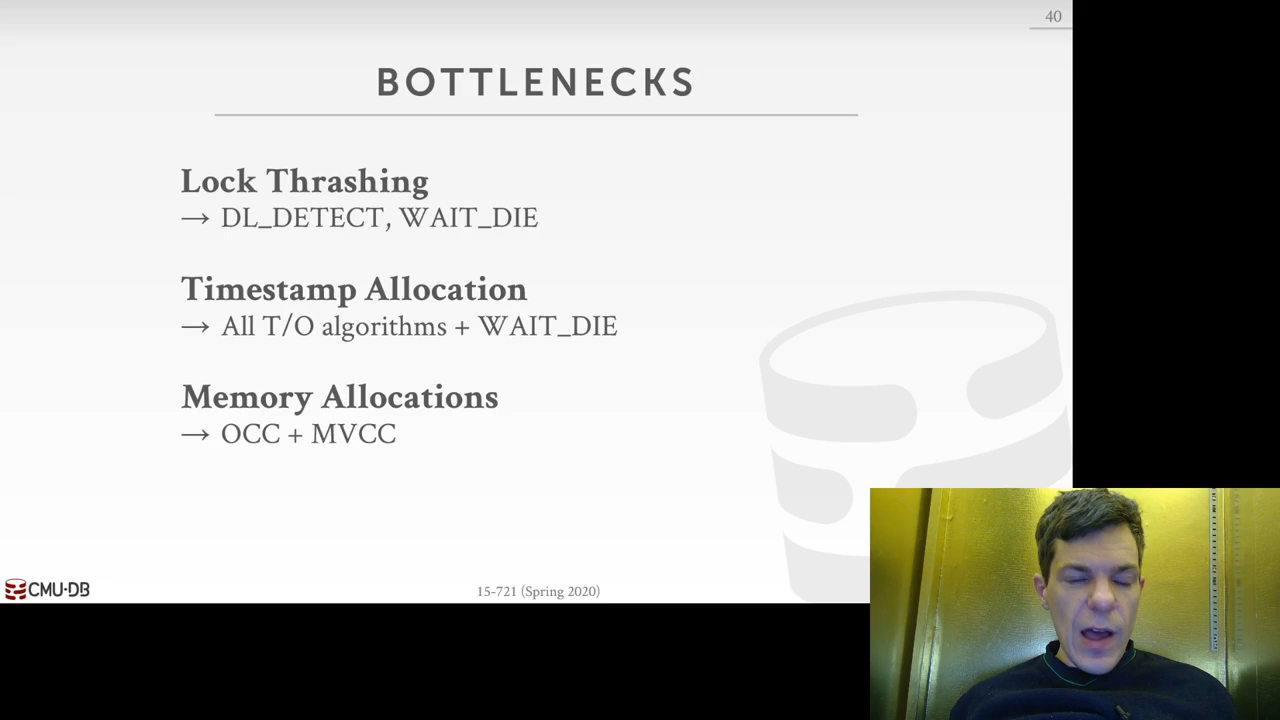 40
BOTTLENECKS
Lock Thrashing
→ DL_DETECT, WAIT_DIE
Timestamp Allocation
→ All T/O algorithms + WAIT_DIE
Memory Allocations
→ OCC + MVCC
CMU·DB
15-721 (Spring 2020)